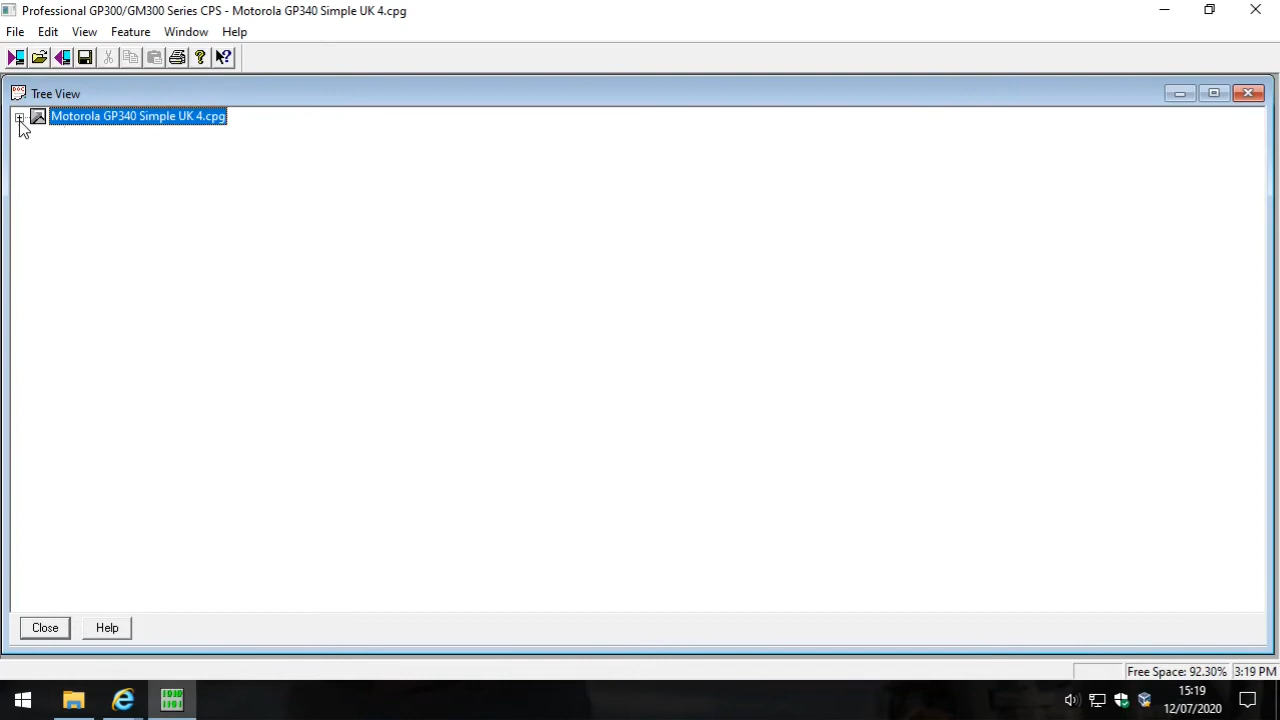 Professional GP300/GM300 Series CPS - Motorola GP340 Simple UK 4.cpg
File Edit View Feature Window Help
Tree View
Motorola GP340 Simple UK 4.cpg
Close Help
Free Space: 92.30% 3:19 PM
15:19
12/07/2020